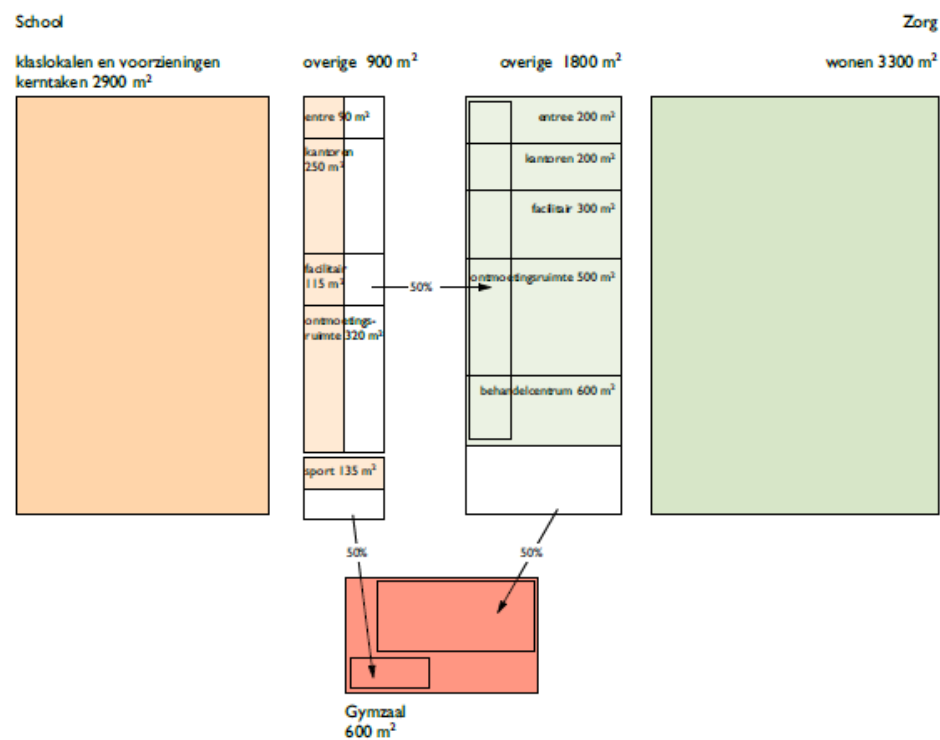 School
Zorg
klaslokalen en voorzieningen
kerntaken 2900 m²
overige 900 m²
overige 1800 m²
wonen 3300 m²
entre 90 m²
kantoren
250 m²
facilitair
115 m²
ontmoetings-
ruimte 320 m²
sport 135 m²
50%
entree 200 m²
kantoren 200 m²
facilitair 300 m²
ontmoetingsruimte 500 m²
behandelcentrum 600 m²
50%
50%
Gymzaal
600 m²